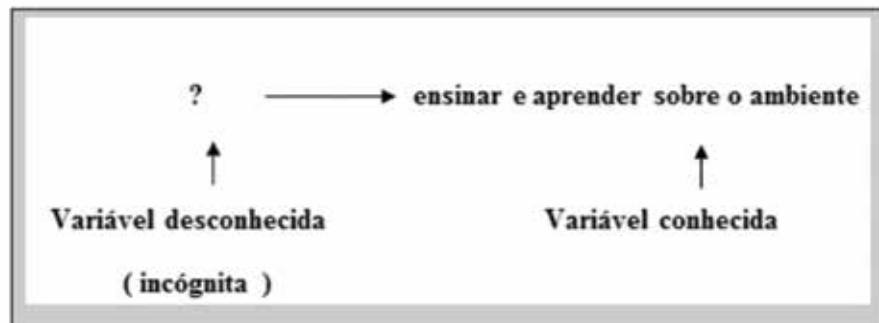 ? ensinar e aprender sobre o ambiente
Variável desconhecida Variável conhecida
( incógnita )